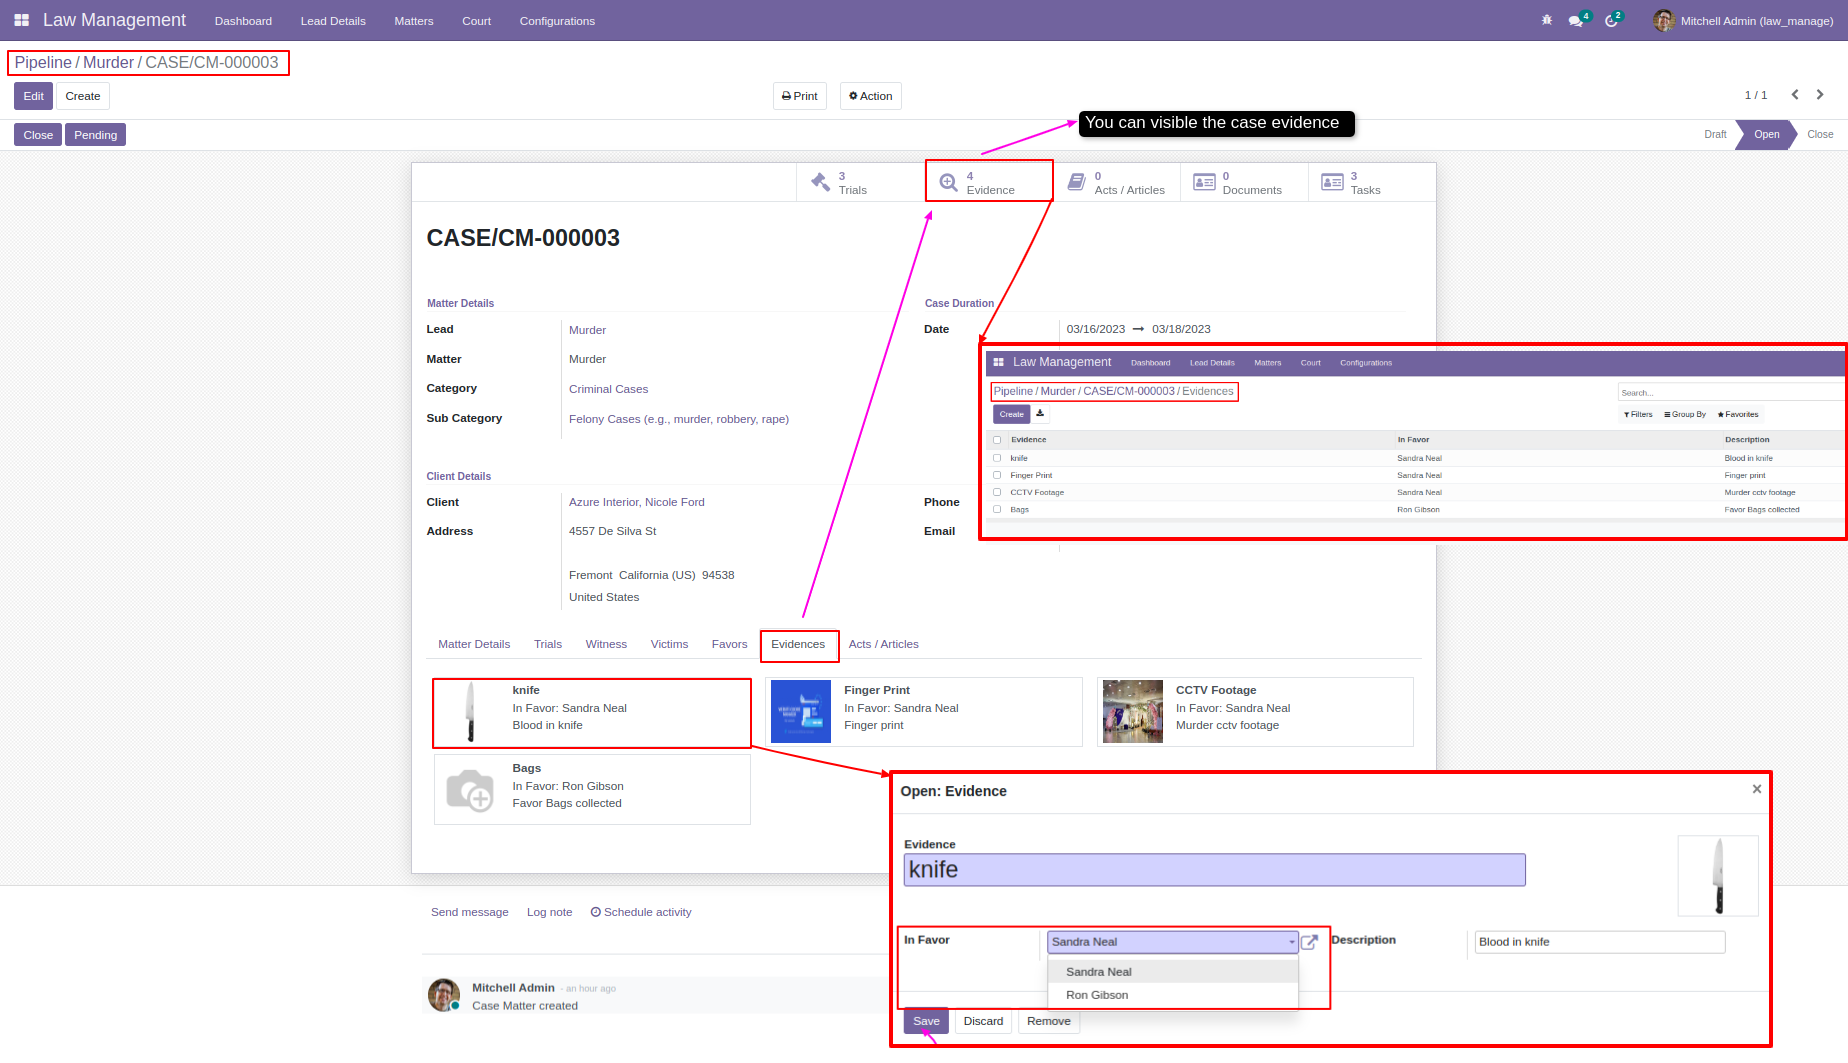 Law Management Dashboard Lead Details Matters Court Configurations 4 2 Mitchell Admin (law_manage)
Pipeline / Murder / CASE/CM-000003
Edit Create Print Action 1 / 1
You can visible the case evidence
Close Pending Draft Open Close
3 Trials
4 Evidence
0 Acts / Articles
0 Documents
3 Tasks
CASE/CM-000003
Matter Details
Lead Murder
Matter Murder
Category Criminal Cases
Sub Category Felony Cases (e.g., murder, robbery, rape)
Case Duration
Date 03/16/2023 03/18/2023
Law Management Dashboard Lead Details Matters Court Configurations
Pipeline / Murder / CASE/CM-000003 / Evidences
Search...
Create Filters Group By Favorites
Evidence In Favor Description
knife Sandra Neal Blood in knife
Finger Print Sandra Neal Finger print
CCTV Footage Sandra Neal Murder cctv footage
Bags Ron Gibson Favor Bags collected
Client Details
Client Azure Interior, Nicole Ford
Address 4557 De Silva St
Fremont California (US) 94538
United States
Phone
Email
Matter Details Trials Witness Victims Favors Evidences Acts / Articles
knife
In Favor: Sandra Neal
Blood in knife
Finger Print
In Favor: Sandra Neal
Finger print
CCTV Footage
In Favor: Sandra Neal
Murder cctv footage
Bags
In Favor: Ron Gibson
Favor Bags collected
Open: Evidence ×
Evidence
knife
In Favor Sandra Neal Description Blood in knife
Sandra Neal
Ron Gibson
Save Discard Remove
Send message Log note Schedule activity
Mitchell Admin - an hour ago
Case Matter created